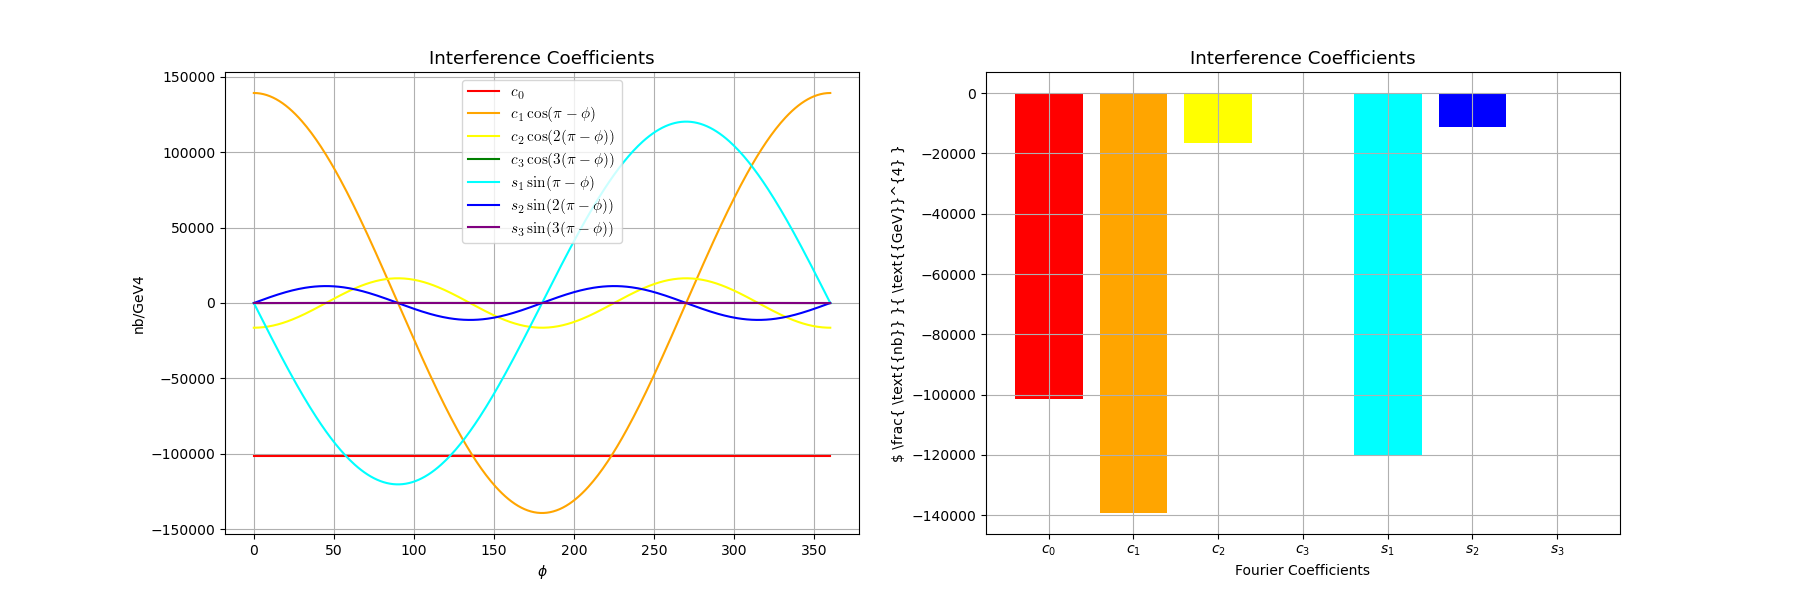 Interference Coefficients
150000
100000
50000
0
−50000
−100000
−150000
nb/GeV4
c₀
c₁ cos(π − ϕ)
c₂ cos(2(π − ϕ))
c₃ cos(3(π − ϕ))
s₁ sin(π − ϕ)
s₂ sin(2(π − ϕ))
s₃ sin(3(π − ϕ))
0 50 100 150 200 250 300 350
ϕ
Interference Coefficients
0
−20000
−40000
−60000
−80000
−100000
−120000
−140000
$ \frac{ \text{{nb}} }{ \text{{GeV}} ^{4} }
c₀ c₁ c₂ c₃ s₁ s₂ s₃
Fourier Coefficients